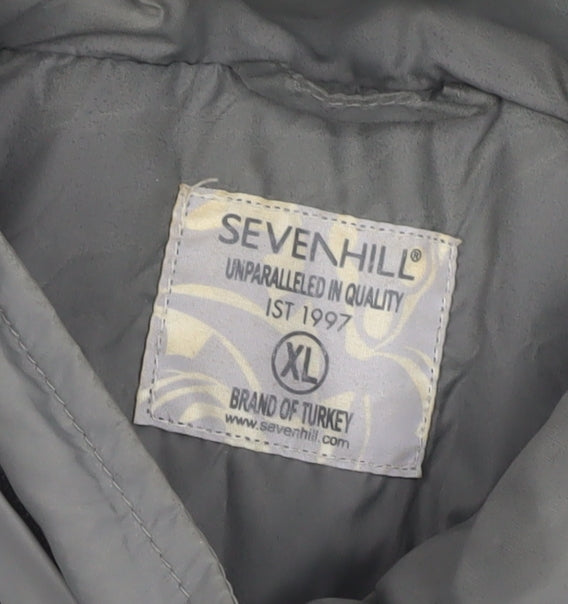 SEVENHILL®
UNPARALLELED IN QUALITY
IST 1997
XL
BRAND OF TURKEY
www.sevenhill.com